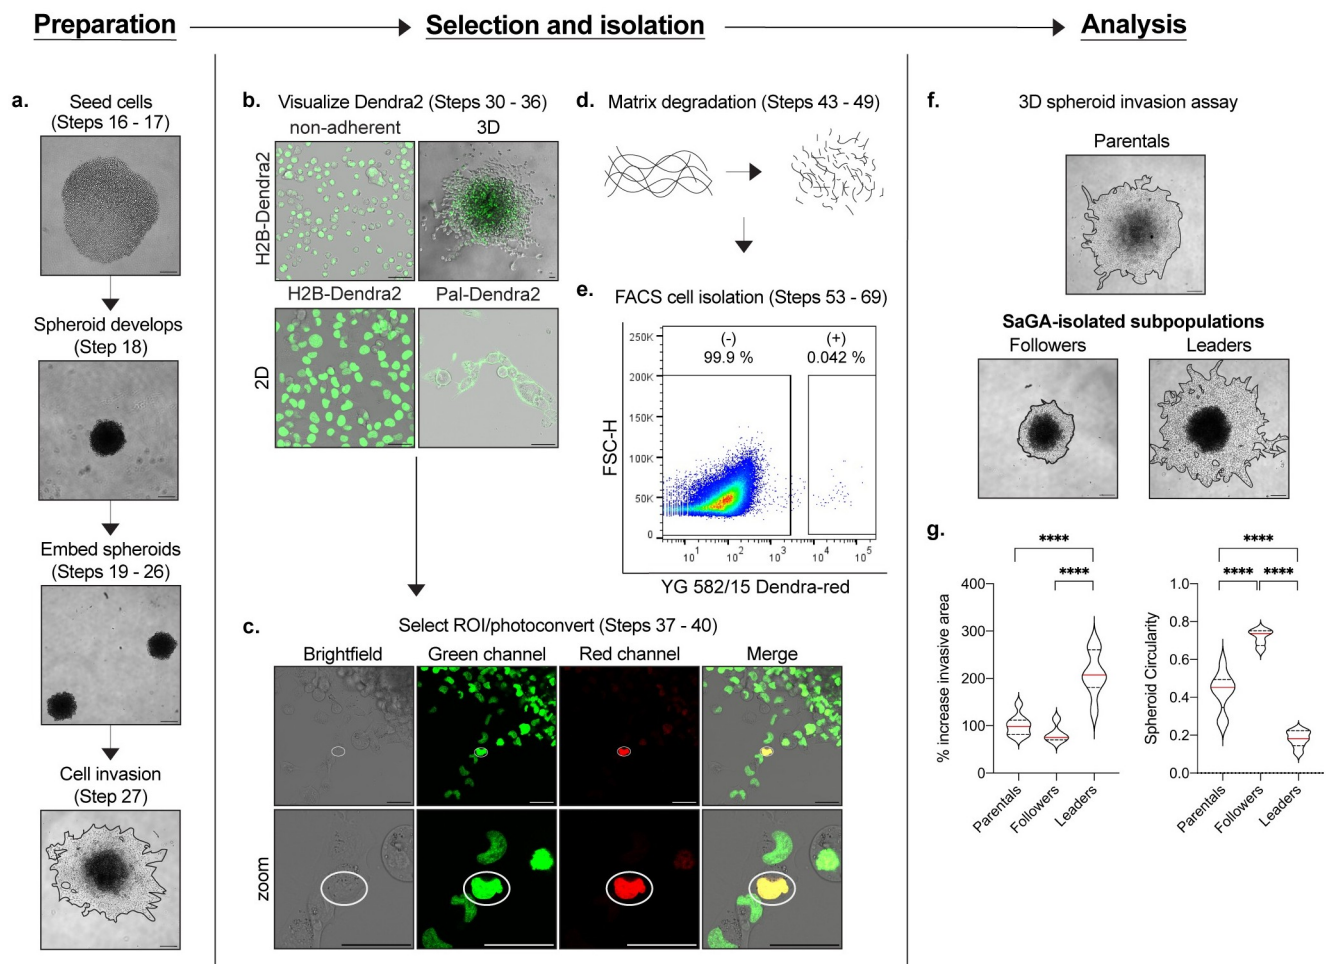 Preparation
Selection and isolation
Analysis
a.
Seed cells
(Steps 16 - 17)
Spheroid develops
(Step 18)
Embed spheroids
(Steps 19 - 26)
Cell invasion
(Step 27)
b.
Visualize Dendra2 (Steps 30 - 36)
non-adherent
3D
H2B-Dendra2
H2B-Dendra2
Pal-Dendra2
2D
c.
Select ROI/photoconvert (Steps 37 - 40)
Brightfield
Green channel
Red channel
Merge
zoom
d.
Matrix degradation (Steps 43 - 49)
e.
FACS cell isolation (Steps 53 - 69)
(-)
99.9 %
(+)
0.042 %
250K
200K
150K
100K
50K
0
FSC-H
10¹
10²
10³
10⁴
10⁵
YG 582/15 Dendra-red
f.
3D spheroid invasion assay
Parentals
SaGA-isolated subpopulations
Followers
Leaders
g.
****
****
400
300
200
100
0
% increase invasive area
Parentals
Followers
Leaders
****
**** ****
1.0
0.8
0.6
0.4
0.2
0.0
Spheroid Circularity
Parentals
Followers
Leaders